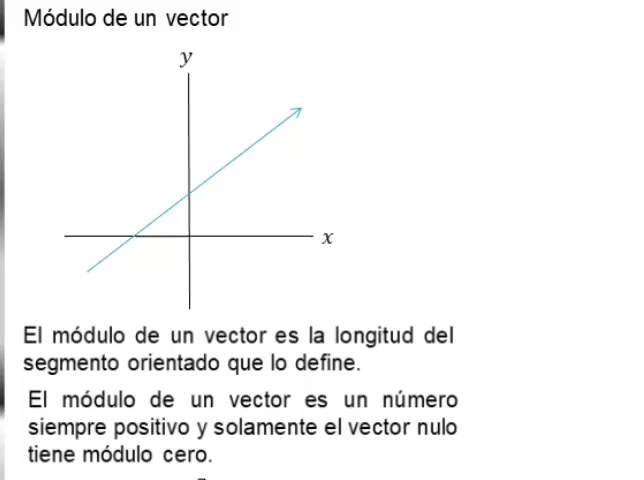 Módulo de un vector
y
x
El módulo de un vector es la longitud del
segmento orientado que lo define.
El módulo de un vector es un número
siempre positivo y solamente el vector nulo
tiene módulo cero.